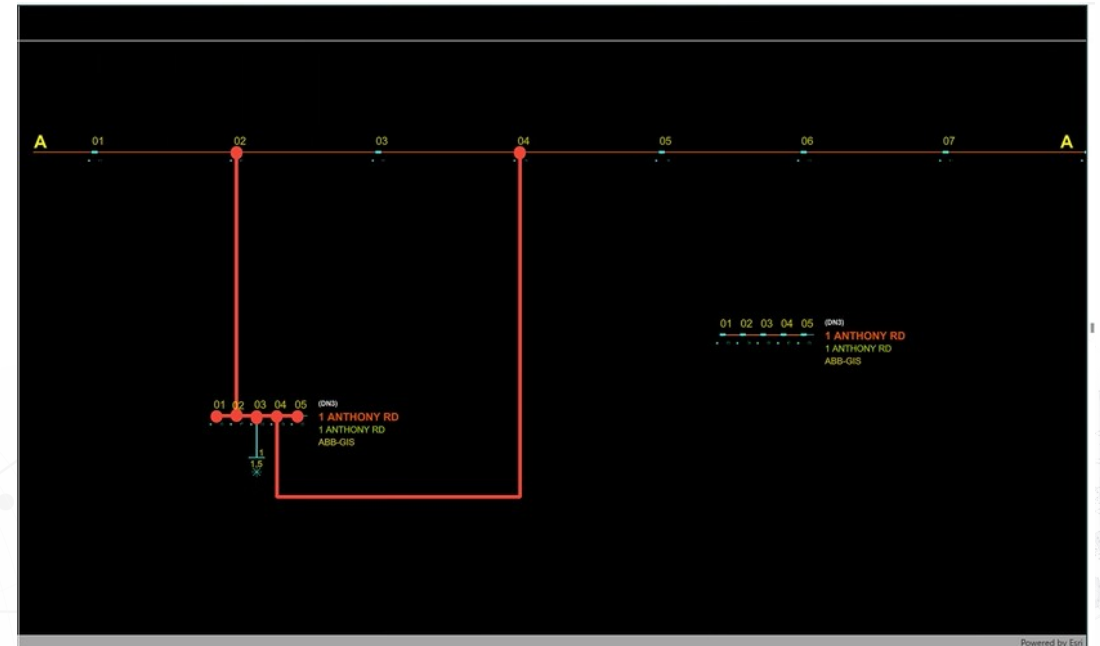 A 01 02 03 04 05 06 07 A
01 02 03 04 05 (DN3)
1 ANTHONY RD
1 ANTHONY RD
ABB-GIS
01 02 03 04 05 (DN3)
1 ANTHONY RD
1 ANTHONY RD
ABB-GIS
1
1.5
Powered by Esri